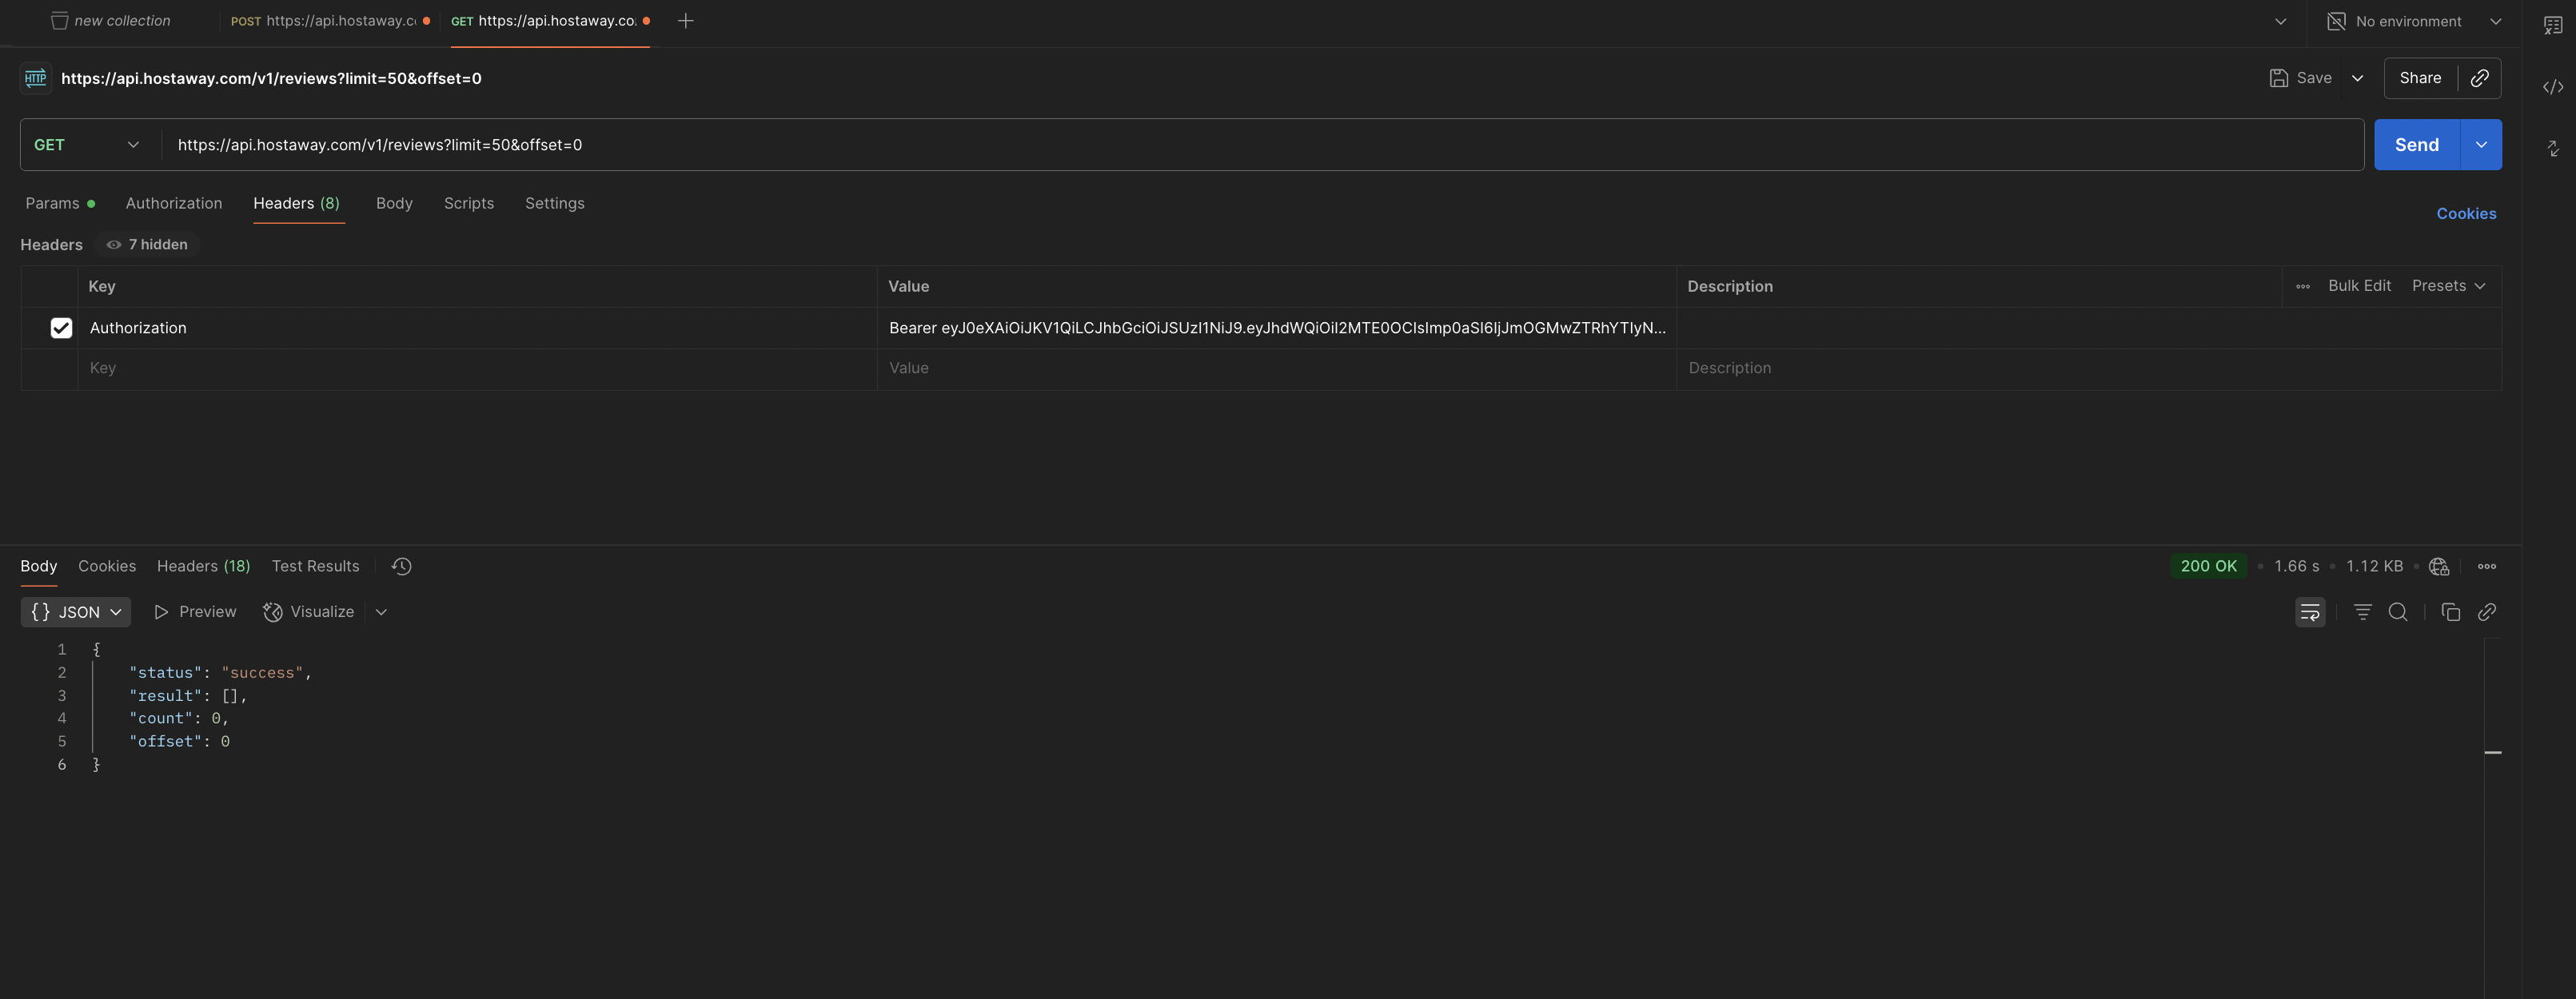 new collection
POST https://api.hostaway.c
GET https://api.hostaway.co
No environment
HTTP
https://api.hostaway.com/v1/reviews?limit=50&offset=0
Save
Share
GET
https://api.hostaway.com/v1/reviews?limit=50&offset=0
Send
Params
Authorization
Headers (8)
Body
Scripts
Settings
Cookies
Headers
7 hidden
Key
Value
Description
Bulk Edit
Presets
Authorization
Bearer eyJ0eXAiOiJKV1QiLCJhbGciOiJSUzI1NiJ9.eyJhdWQiOiI2MTE0OCIsImp0aSI6IjJmOGMwZTRhYTIyN...
Key
Value
Description
Body
Cookies
Headers (18)
Test Results
200 OK
1.66 s
1.12 KB
{} JSON
Preview
Visualize
1 {
2 "status": "success",
3 "result": [],
4 "count": 0,
5 "offset": 0
6 }